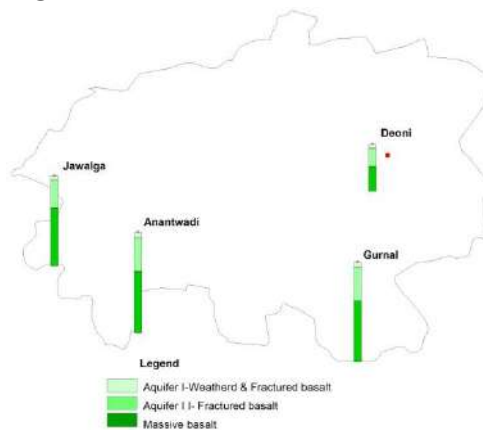 Deoni
Jawalga
Anantwadi
Gurnal
Legend
Aquifer I-Weatherd & Fractured basalt
Aquifer I I- Fractured basalt
Massive basalt